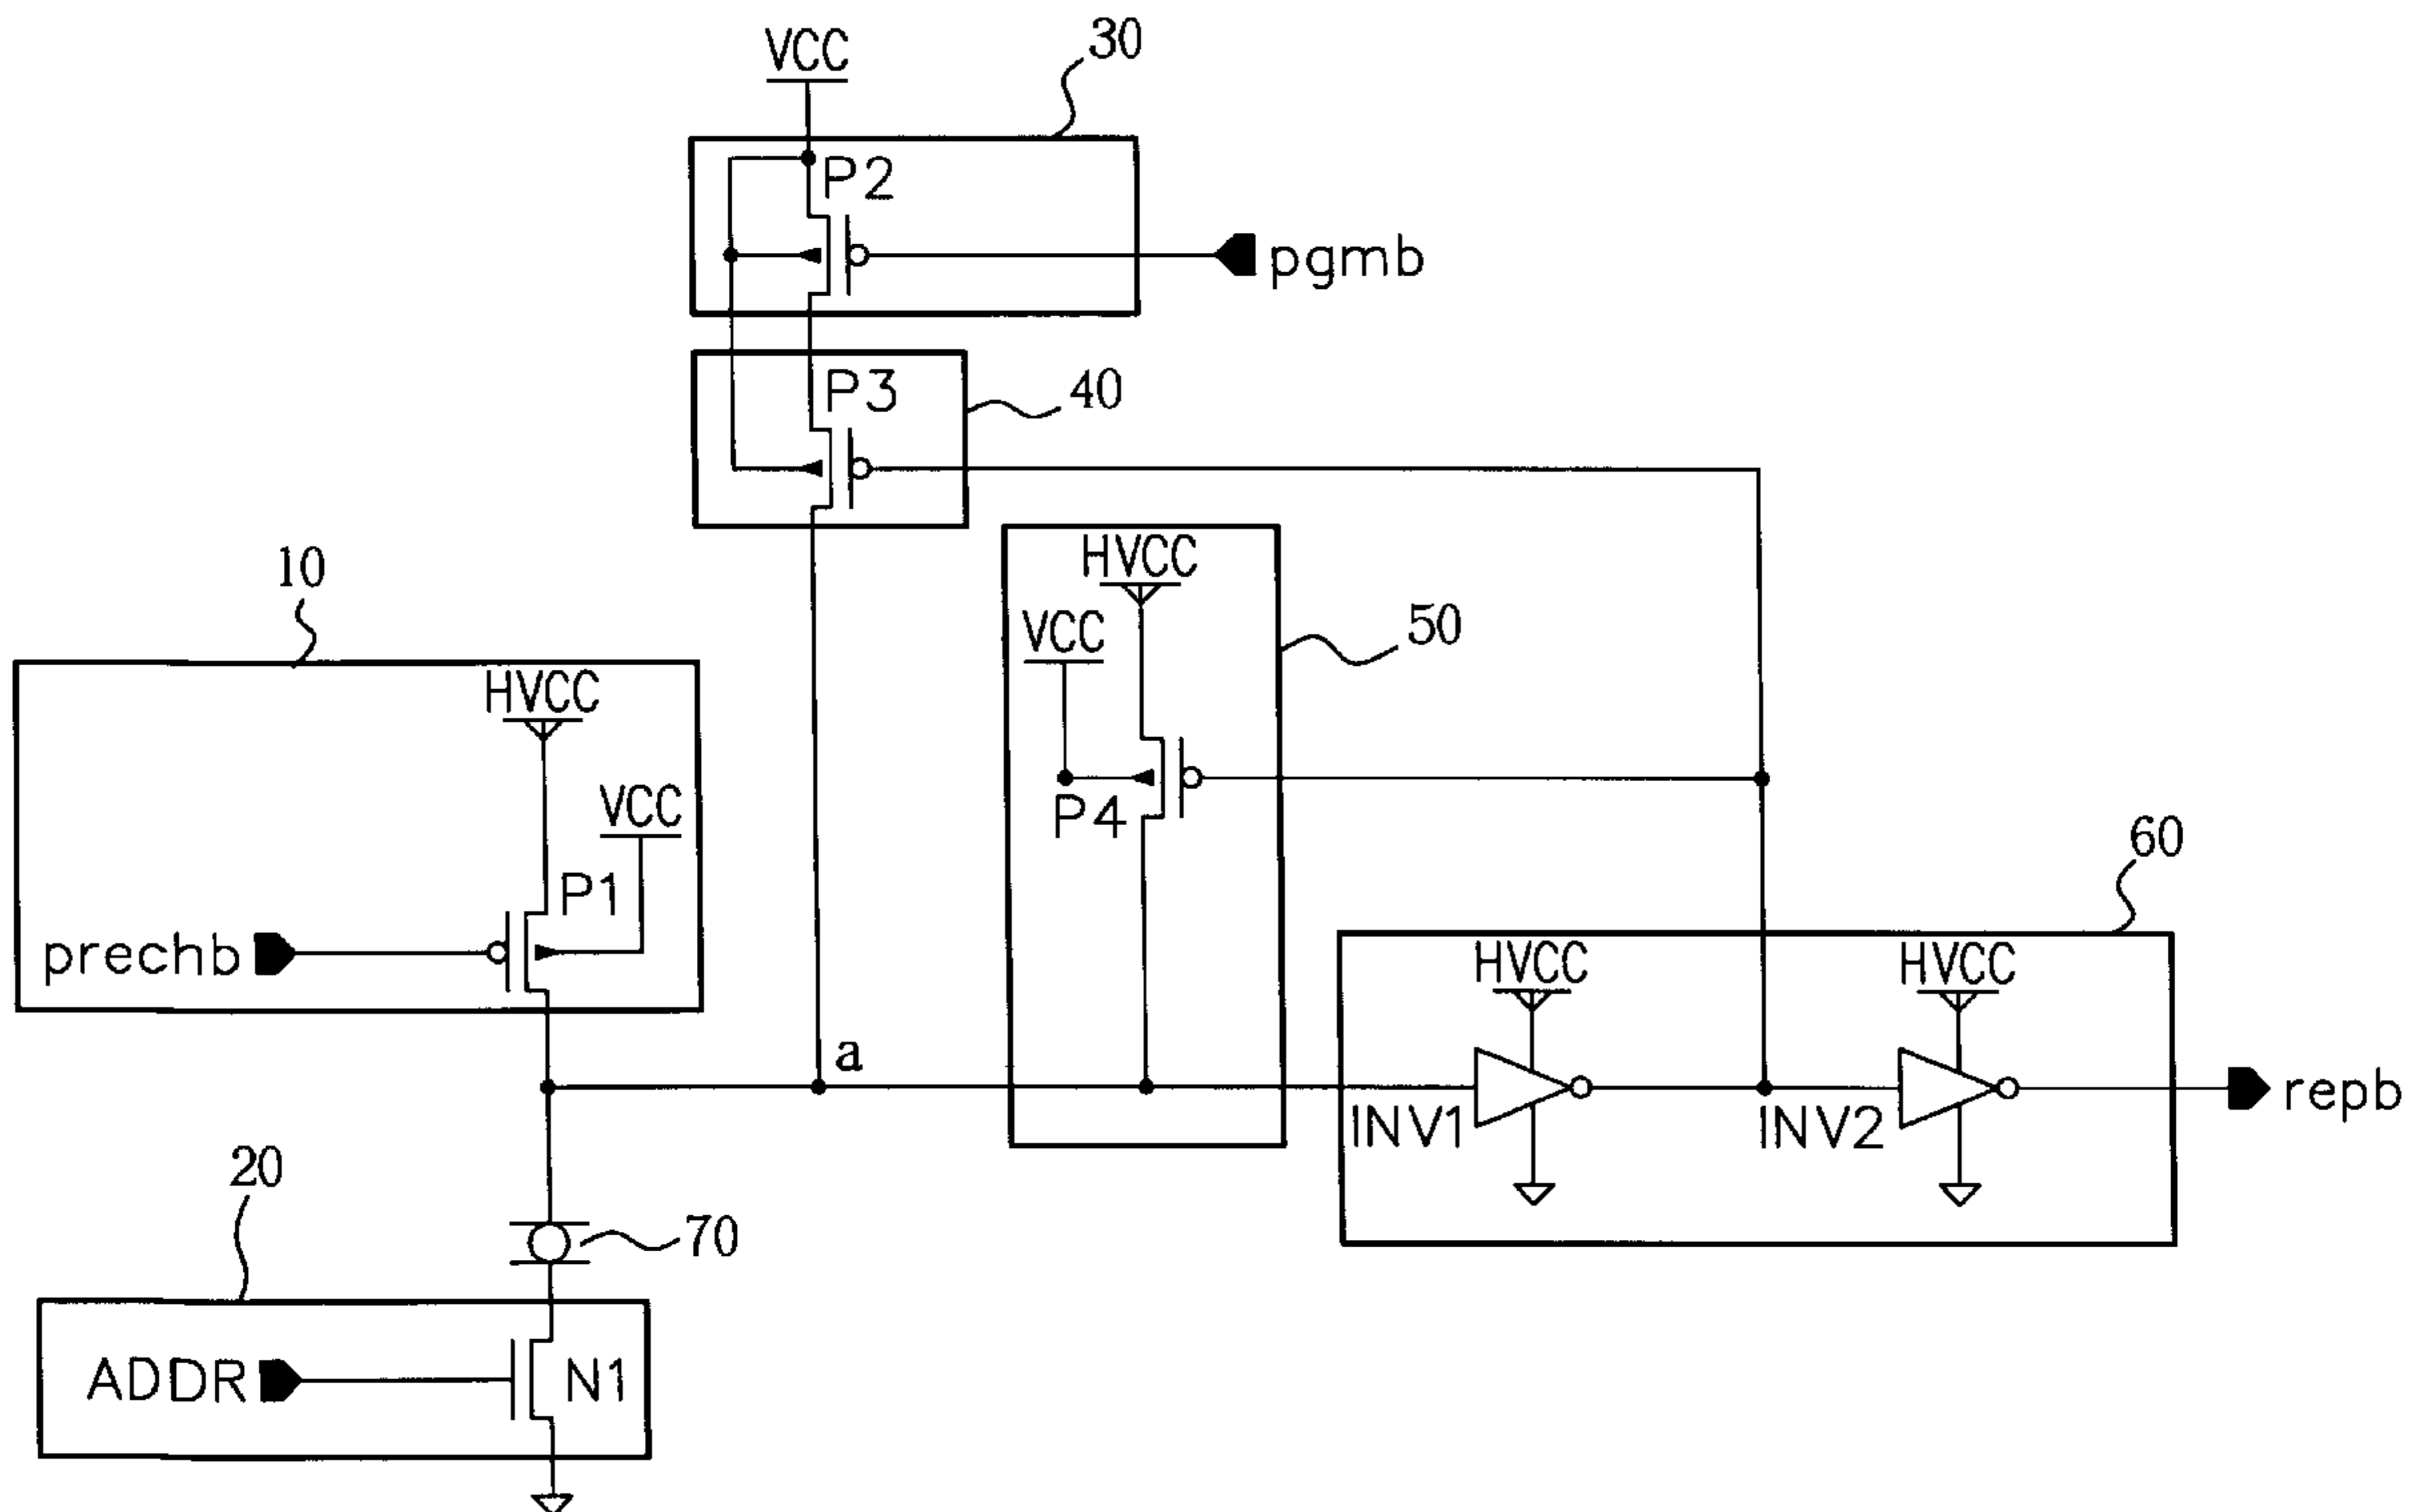 VCC
30
P2
pgmb
P3
40
HVCC
VCC
P4
50
10
HVCC
VCC
P1
prechb
a
60
HVCC
HVCC
INV1
INV2
repb
20
70
ADDR
N1